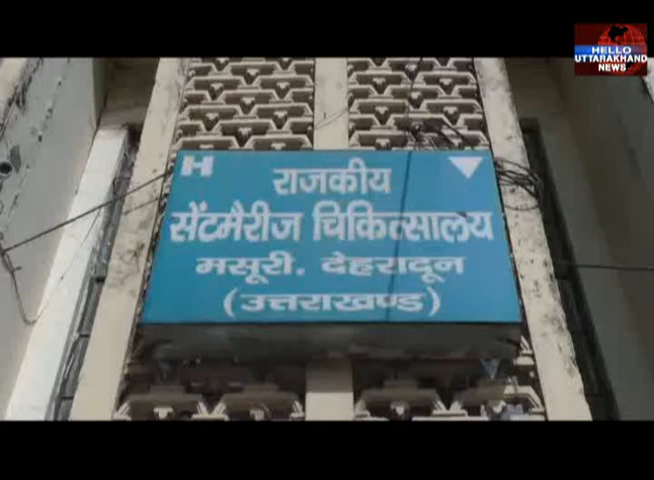 HELLO
UTTARAKHAND
NEWS
H
राजकीय
सेंटमैरीज चिकित्सालय
मसूरी. देहरादून
(उत्तराखण्ड)